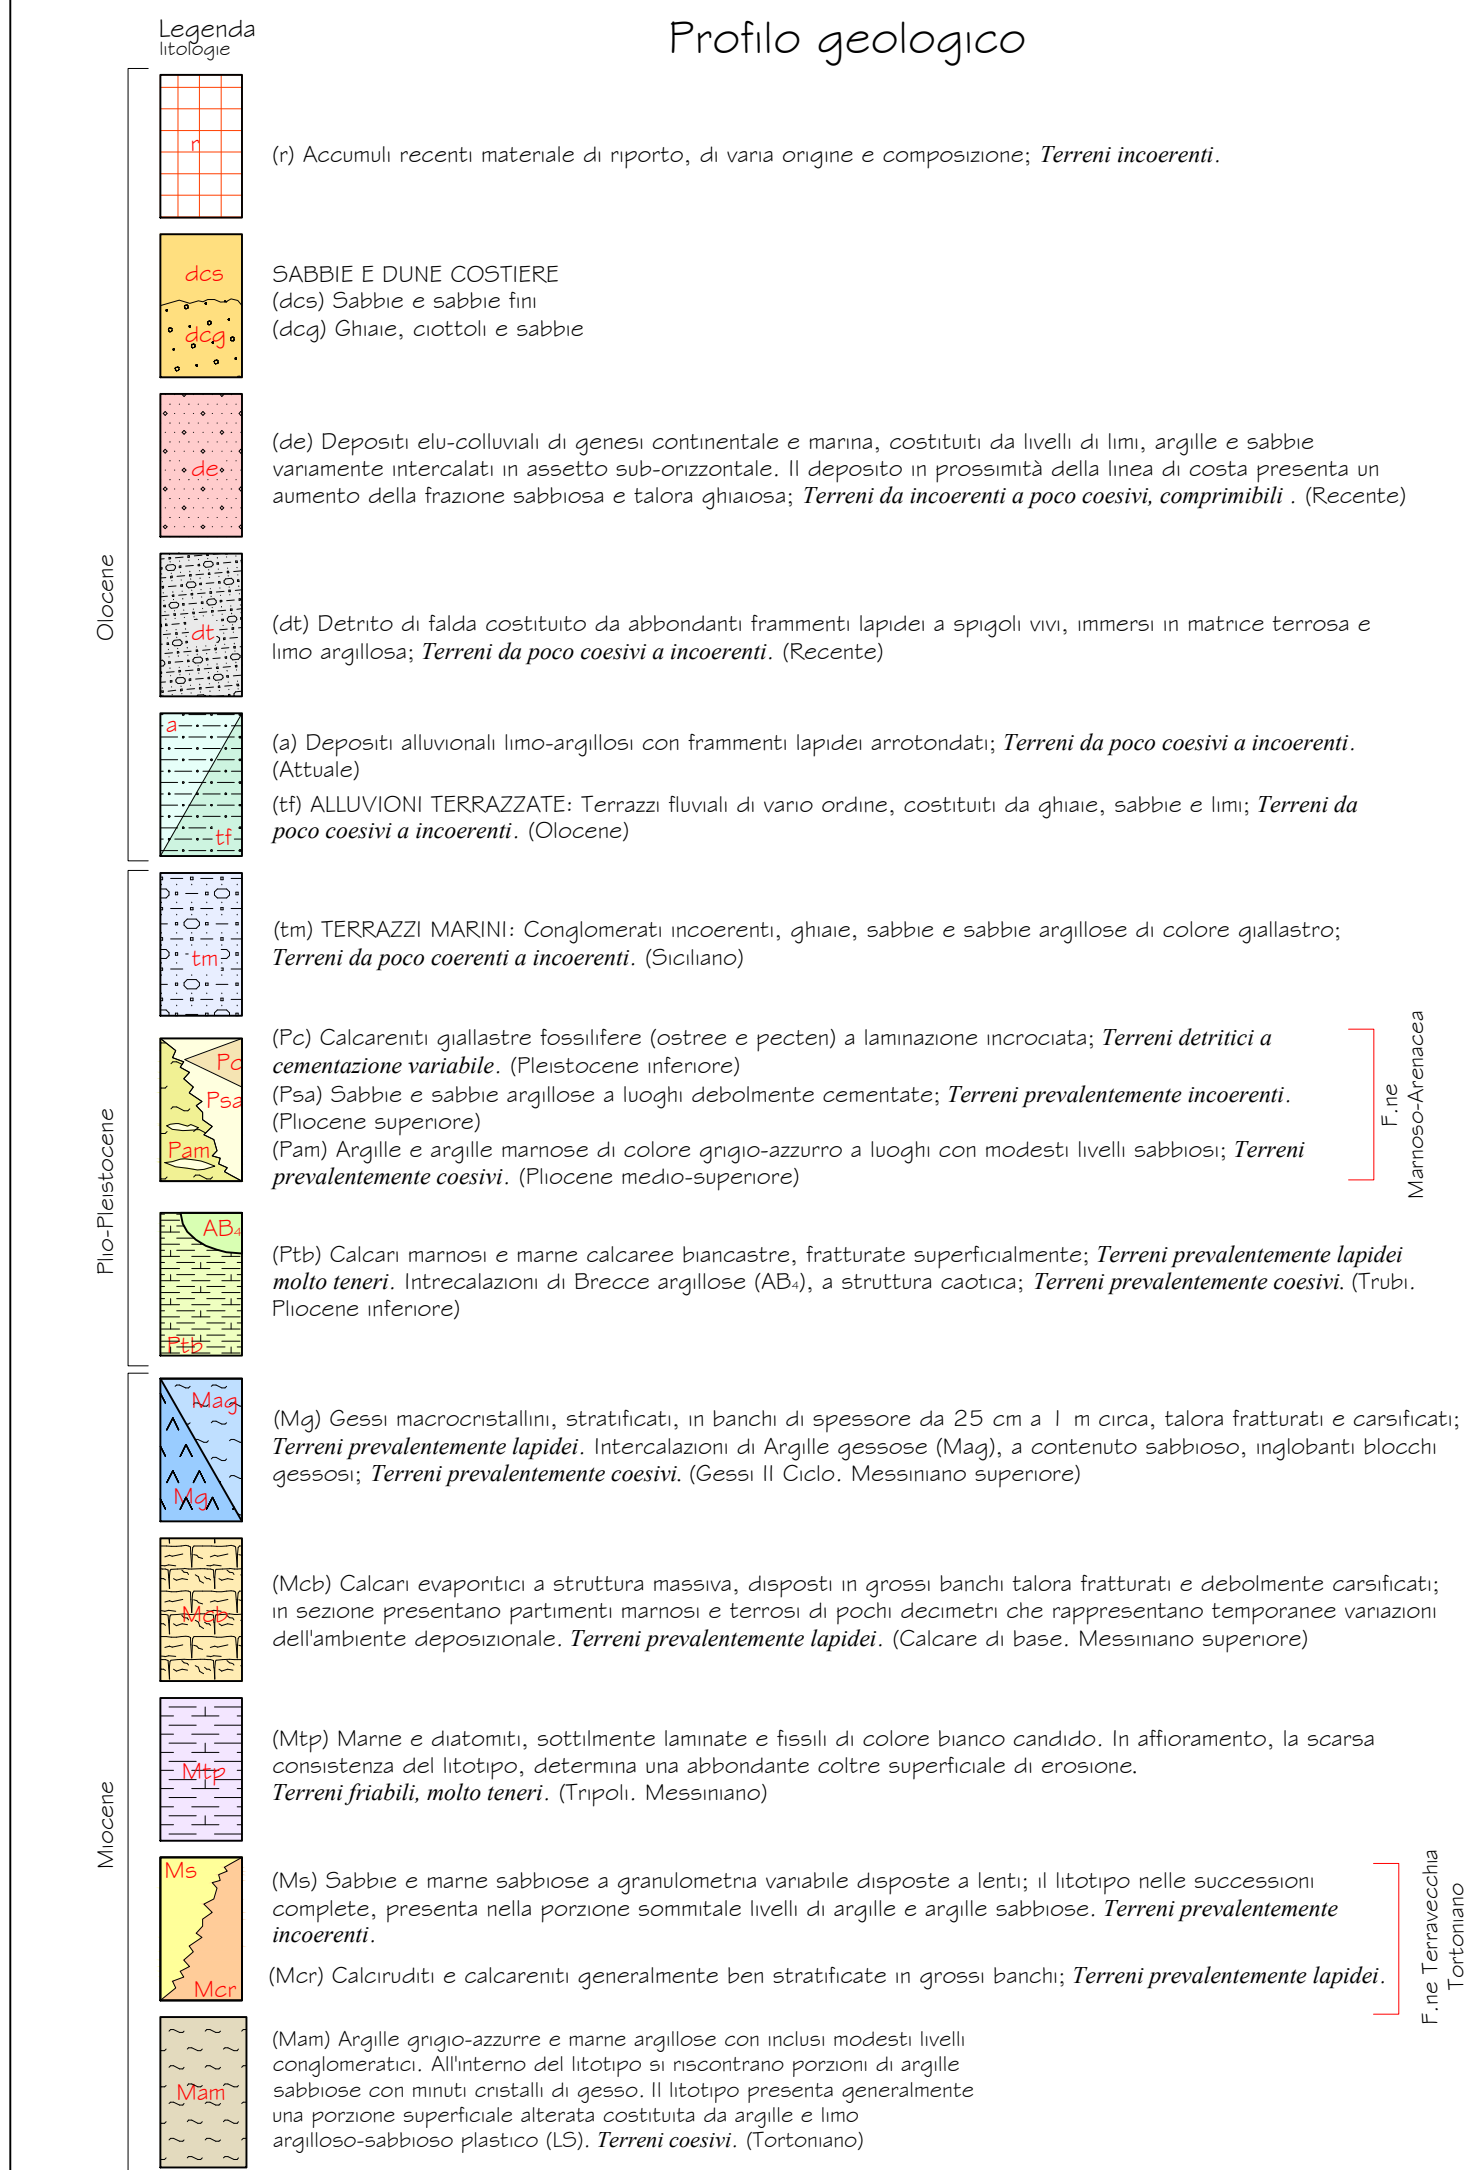 Legenda
litologie
Profilo geologico
Olocene
r
(r) Accumuli recenti materiale di riporto, di varia origine e composizione; Terreni incoerenti.
dcs
dcg
SABBIE E DUNE COSTIERE
(dcs) Sabbie e sabbie fini
(dcg) Ghiaie, ciottoli e sabbie
de
(de) Depositi elu-colluviali di genesi continentale e marina, costituiti da livelli di limi, argille e sabbie
variamente intercalati in assetto sub-orizzontale. Il deposito in prossimità della linea di costa presenta un
aumento della frazione sabbiosa e talora ghiaiosa; Terreni da incoerenti a poco coesivi, comprimibili . (Recente)
dt
(dt) Detrito di falda costituito da abbondanti frammenti lapidei a spigoli vivi, immersi in matrice terrosa e
limo argillosa; Terreni da poco coesivi a incoerenti. (Recente)
a
tf
(a) Depositi alluvionali limo-argillosi con frammenti lapidei arrotondati; Terreni da poco coesivi a incoerenti.
(Attuale)
(tf) ALLUVIONI TERRAZZATE: Terrazzi fluviali di vario ordine, costituiti da ghiaie, sabbie e limi; Terreni da
poco coesivi a incoerenti. (Olocene)
Plio-Pleistocene
tm
(tm) TERRAZZI MARINI: Conglomerati incoerenti, ghiaie, sabbie e sabbie argillose di colore giallastro;
Terreni da poco coerenti a incoerenti. (Siciliano)
Pc
Psa
Pam
(Pc) Calcareniti giallastre fossilifere (ostree e pecten) a laminazione incrociata; Terreni detritici a
cementazione variabile. (Pleistocene inferiore)
(Psa) Sabbie e sabbie argillose a luoghi debolmente cementate; Terreni prevalentemente incoerenti.
(Pliocene superiore)
(Pam) Argille e argille marnose di colore grigio-azzurro a luoghi con modesti livelli sabbiosi; Terreni
prevalentemente coesivi. (Pliocene medio-superiore)
F.ne
Marnoso-Arenacea
AB4
Ptb
(Ptb) Calcari marnosi e marne calcaree biancastre, fratturate superficialmente; Terreni prevalentemente lapidei
molto teneri. Intrecalazioni di Brecce argillose (AB4), a struttura caotica; Terreni prevalentemente coesivi. (Trubi.
Pliocene inferiore)
Miocene
Mag
Mg
(Mg) Gessi macrocristallini, stratificati, in banchi di spessore da 25 cm a 1 m circa, talora fratturati e carsificati;
Terreni prevalentemente lapidei. Intercalazioni di Argille gessose (Mag), a contenuto sabbioso, inglobanti blocchi
gessosi; Terreni prevalentemente coesivi. (Gessi II Ciclo. Messiniano superiore)
Mcb
(Mcb) Calcari evaporitici a struttura massiva, disposti in grossi banchi talora fratturati e debolmente carsificati;
in sezione presentano partimenti marnosi e terrosi di pochi decimetri che rappresentano temporanee variazioni
dell'ambiente deposizionale. Terreni prevalentemente lapidei. (Calcare di base. Messiniano superiore)
Mtp
(Mtp) Marne e diatomiti, sottilmente laminate e fissili di colore bianco candido. In affioramento, la scarsa
consistenza del litotipo, determina una abbondante coltre superficiale di erosione.
Terreni friabili, molto teneri. (Tripoli. Messiniano)
Ms
Mcr
(Ms) Sabbie e marne sabbiose a granulometria variabile disposte a lenti; il litotipo nelle successioni
complete, presenta nella porzione sommitale livelli di argille e argille sabbiose. Terreni prevalentemente
incoerenti.
(Mcr) Calciruditi e calcareniti generalmente ben stratificate in grossi banchi; Terreni prevalentemente lapidei.
F.ne Terravecchia
Tortoniano
Mam
(Mam) Argille grigio-azzurre e marne argillose con inclusi modesti livelli
conglomeratici. All'interno del litotipo si riscontrano porzioni di argille
sabbiose con minuti cristalli di gesso. Il litotipo presenta generalmente
una porzione superficiale alterata costituita da argille e limo
argilloso-sabbioso plastico (LS). Terreni coesivi. (Tortoniano)